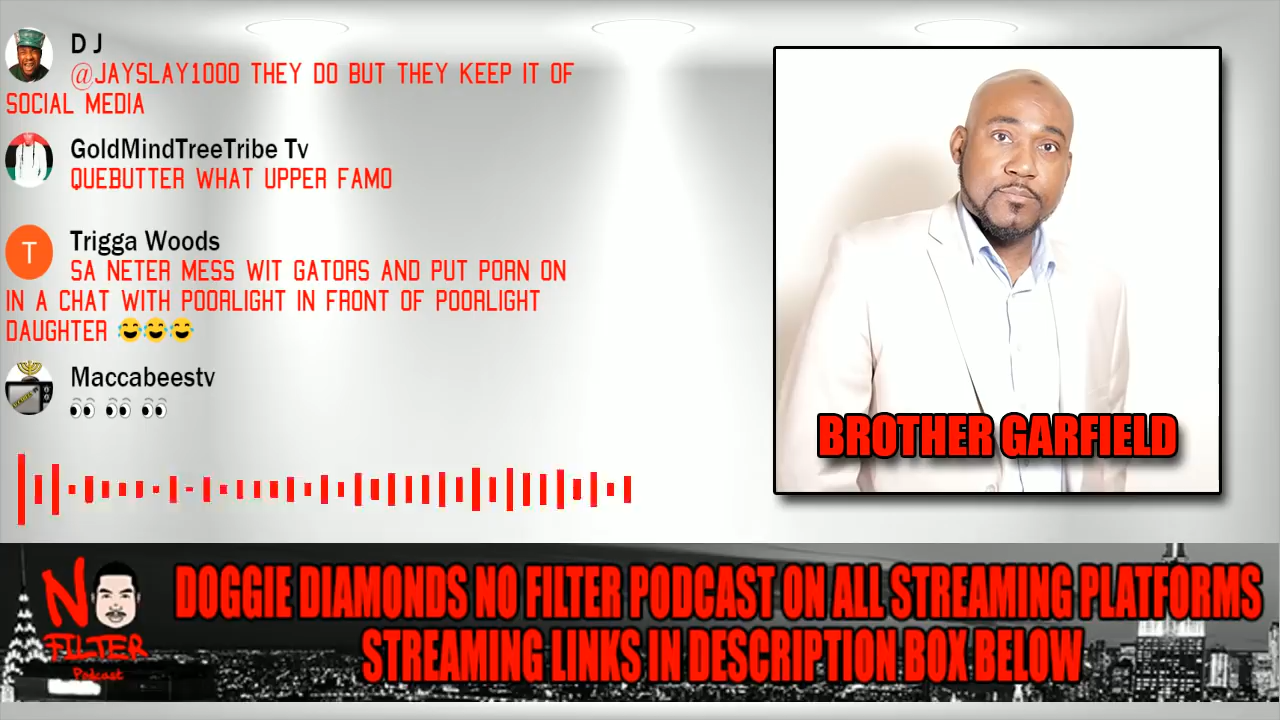 D J
@JAYSLAY1000 THEY DO BUT THEY KEEP IT OF
SOCIAL MEDIA
GoldMindTreeTribe Tv
QUEBUTTER WHAT UPPER FAMO
T
Trigga Woods
SA NETER MESS WIT GATORS AND PUT PORN ON
IN A CHAT WITH POORLIGHT IN FRONT OF POORLIGHT
DAUGHTER 😂😂😂
Maccabeestv
👀 👀 👀
BROTHER GARFIELD
NO
FILTER
Podcast
DOGGIE DIAMONDS NO FILTER PODCAST ON ALL STREAMING PLATFORMS
STREAMING LINKS IN DESCRIPTION BOX BELOW